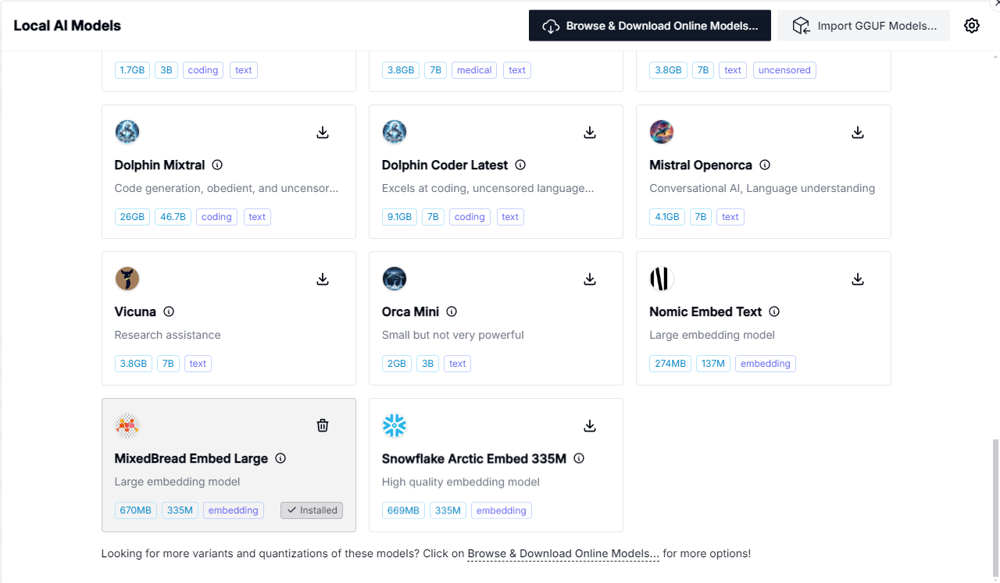 Local AI Models
Browse & Download Online Models...
Import GGUF Models...
1.7GB 3B coding text
3.8GB 7B medical text
3.8GB 7B text uncensored
Dolphin Mixtral
Code generation, obedient, and uncensor...
26GB 46.7B coding text
Dolphin Coder Latest
Excels at coding, uncensored language...
9.1GB 7B coding text
Mistral Openorca
Conversational AI, Language understanding
4.1GB 7B text
Vicuna
Research assistance
3.8GB 7B text
Orca Mini
Small but not very powerful
2GB 3B text
Nomic Embed Text
Large embedding model
274MB 137M embedding
MixedBread Embed Large
Large embedding model
670MB 335M embedding Installed
Snowflake Arctic Embed 335M
High quality embedding model
669MB 335M embedding
Looking for more variants and quantizations of these models? Click on Browse & Download Online Models... for more options!